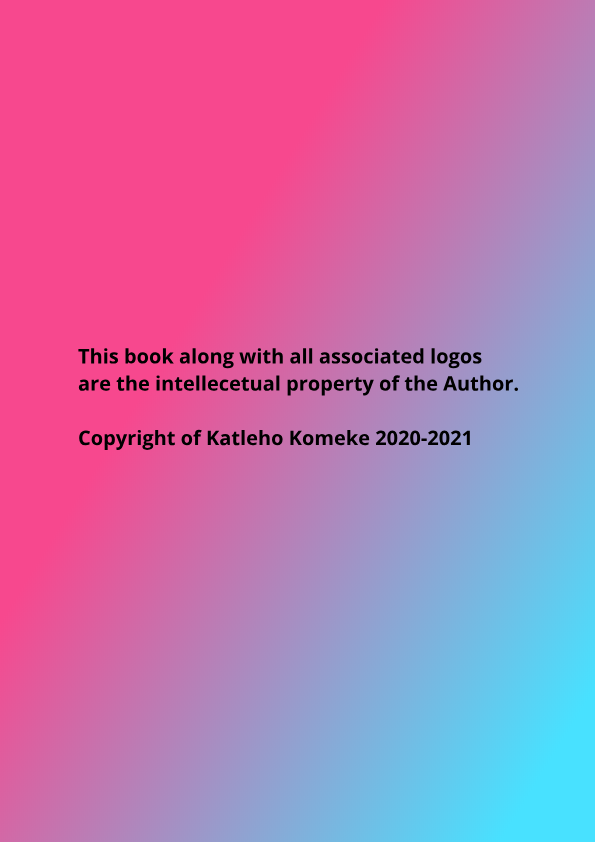 This book along with all associated logos
are the intellecetual property of the Author.
Copyright of Katleho Komeke 2020-2021